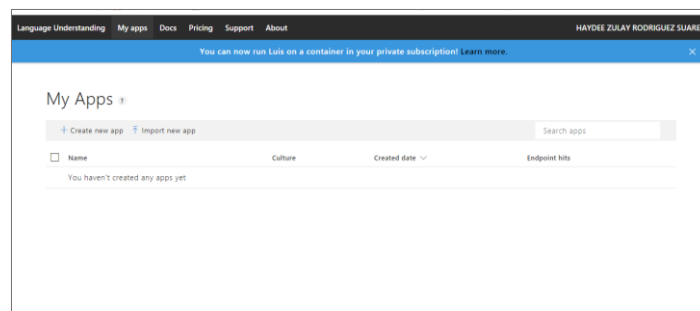 Language Understanding My apps Docs Pricing Support About HAYDEE ZULAY RODRIGUEZ SUARE
You can now run Luis on a container in your private subscription! Learn more. ×
My Apps ?
+ Create new app Import new app Search apps
Name Culture Created date Endpoint hits
You haven't created any apps yet